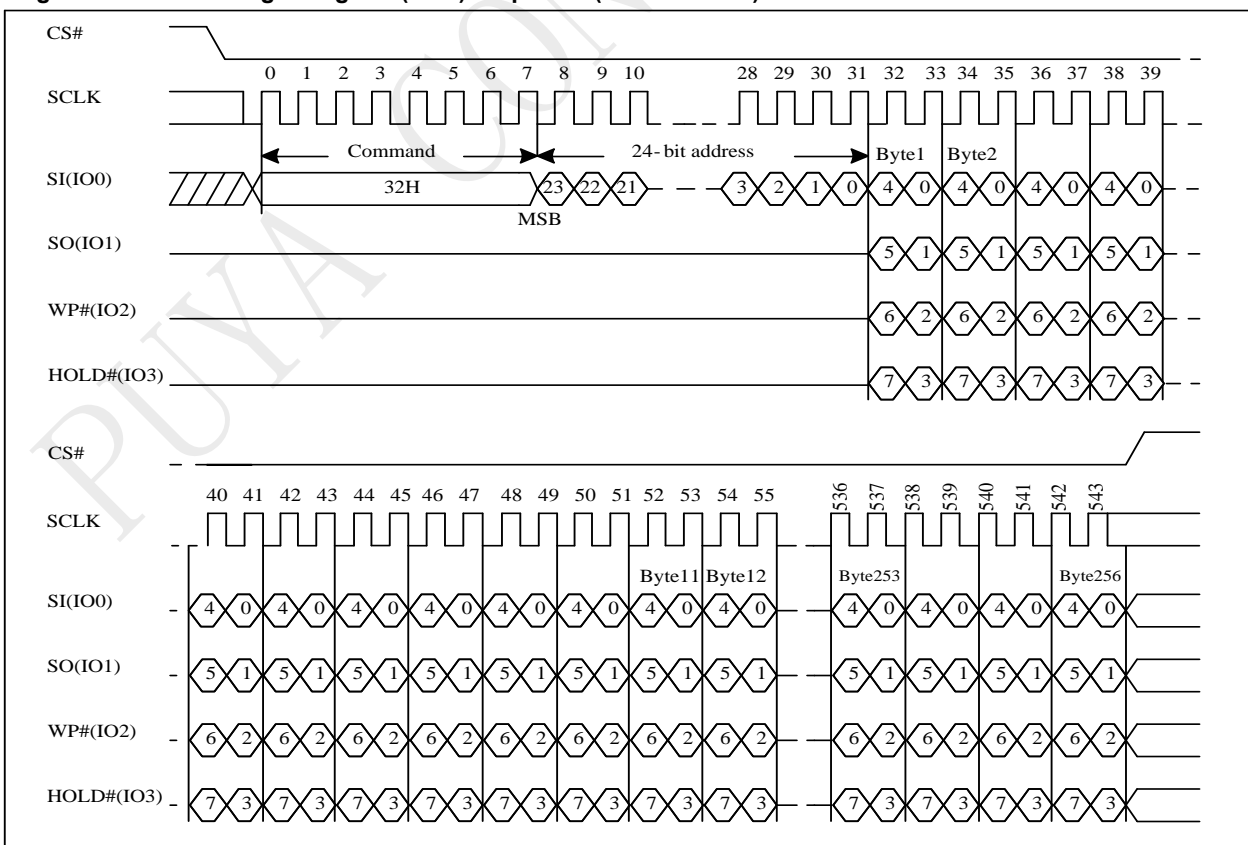 CS#
0 1 2 3 4 5 6 7 8 9 10 28 29 30 31 32 33 34 35 36 37 38 39
SCLK
Command 24-bit address Byte1 Byte2
SI(IO0) 32H 23 22 21 3 2 1 0 4 0 4 0 4 0 4 0
MSB
SO(IO1) 5 1 5 1 5 1 5 1
WP#(IO2) 6 2 6 2 6 2 6 2
HOLD#(IO3) 7 3 7 3 7 3 7 3
CS#
40 41 42 43 44 45 46 47 48 49 50 51 52 53 54 55 536 537 538 539 540 541 542 543
SCLK
Byte11 Byte12 Byte253 Byte256
SI(IO0) 4 0 4 0 4 0 4 0 4 0 4 0 4 0 4 0 4 0 4 0 4 0 4 0
SO(IO1) 5 1 5 1 5 1 5 1 5 1 5 1 5 1 5 1 5 1 5 1 5 1 5 1
WP#(IO2) 6 2 6 2 6 2 6 2 6 2 6 2 6 2 6 2 6 2 6 2 6 2 6 2
HOLD#(IO3) 7 3 7 3 7 3 7 3 7 3 7 3 7 3 7 3 7 3 7 3 7 3 7 3
PUYA CON